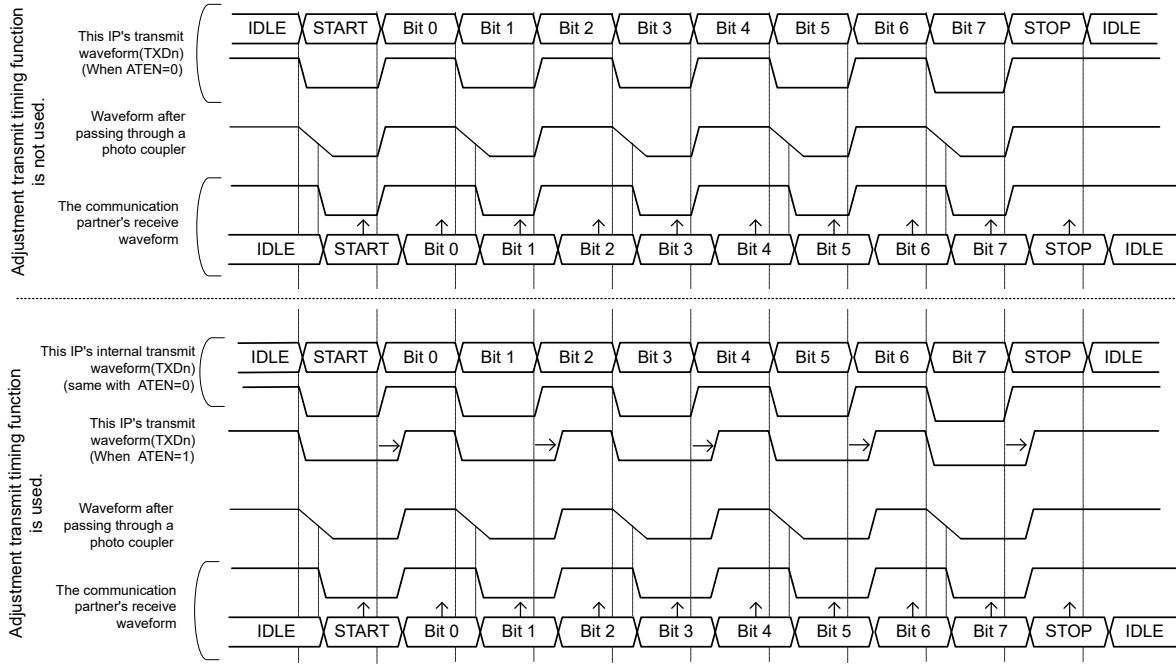 Adjustment transmit timing function
is not used.
This IP's transmit
waveform(TXDn)
(When ATEN=0)
IDLE START Bit 0 Bit 1 Bit 2 Bit 3 Bit 4 Bit 5 Bit 6 Bit 7 STOP IDLE
Waveform after
passing through a
photo coupler
The communication
partner's receive
waveform
IDLE START Bit 0 Bit 1 Bit 2 Bit 3 Bit 4 Bit 5 Bit 6 Bit 7 STOP IDLE
Adjustment transmit timing function
is used.
This IP's internal transmit
waveform(TXDn)
(same with ATEN=0)
IDLE START Bit 0 Bit 1 Bit 2 Bit 3 Bit 4 Bit 5 Bit 6 Bit 7 STOP IDLE
This IP's transmit
waveform(TXDn)
(When ATEN=1)
Waveform after
passing through a
photo coupler
The communication
partner's receive
waveform
IDLE START Bit 0 Bit 1 Bit 2 Bit 3 Bit 4 Bit 5 Bit 6 Bit 7 STOP IDLE